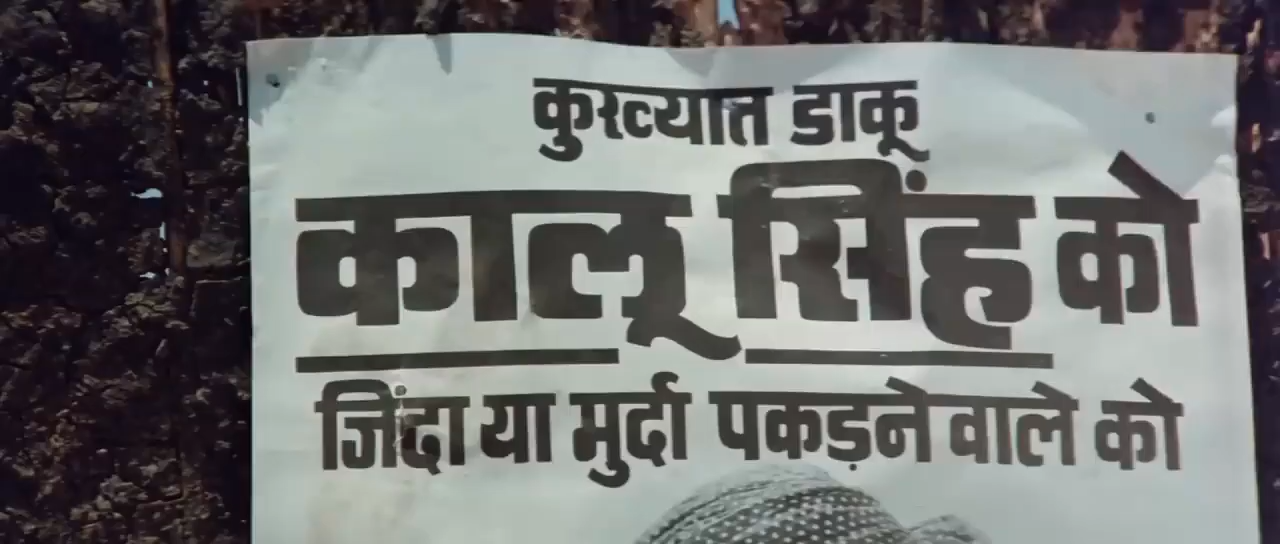 कुख्यात डाकू
कालू सिंह को
जिंदा या मुर्दा पकड़ने वाले को